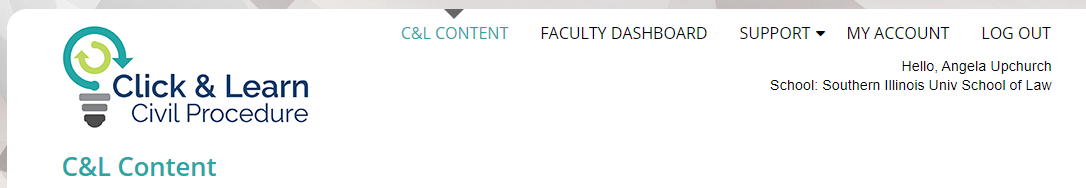 C&L CONTENT FACULTY DASHBOARD SUPPORT MY ACCOUNT LOG OUT
Hello, Angela Upchurch
School: Southern Illinois Univ School of Law
Click & Learn
Civil Procedure
C&L Content